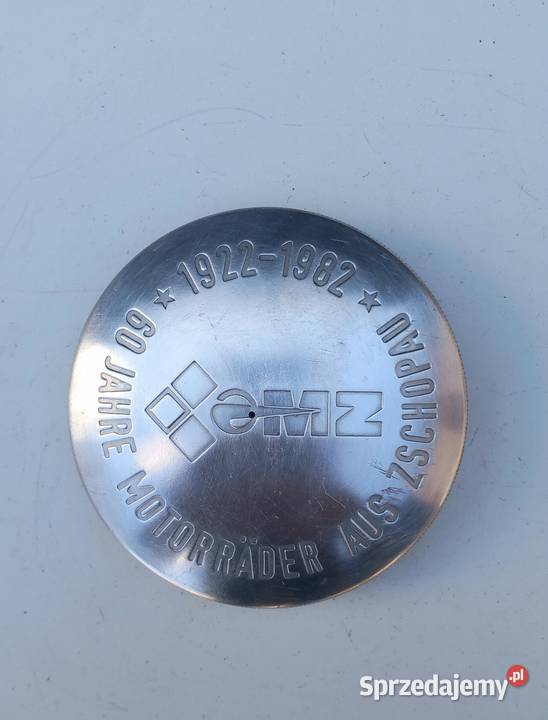 ★ 1922-1982 ★
60 JAHRE MOTORRÄDER AUS ZSCHOPAU
MZ
Sprzedajemy.pl